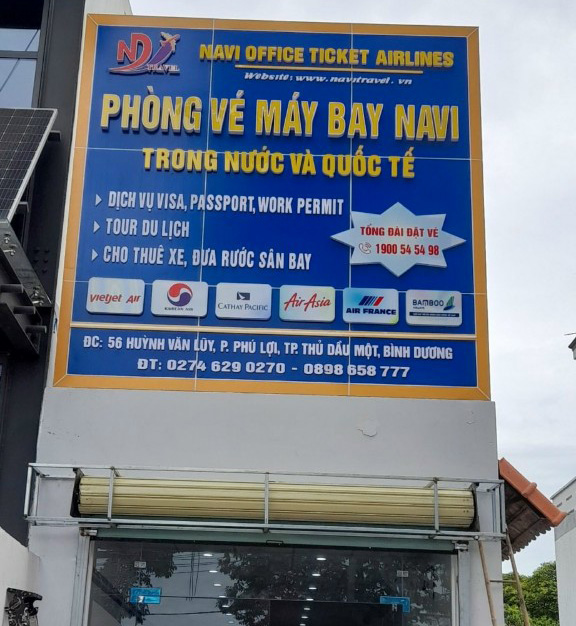 ND
TRAVEL
NAVI OFFICE TICKET AIRLINES
Website: www.navitravel.vn
PHÒNG VÉ MÁY BAY NAVI
TRONG NƯỚC VÀ QUỐC TẾ
DỊCH VỤ VISA, PASSPORT, WORK PERMIT
TOUR DU LỊCH
CHO THUÊ XE, ĐƯA RƯỚC SÂN BAY
TỔNG ĐÀI ĐẶT VÉ
1900 54 54 98
vietjet Air
KOREAN AIR
CATHAY PACIFIC
AirAsia
AIR FRANCE
BAMBOO
ĐC: 56 HUỲNH VĂN LŨY, P. PHÚ LỢI, TP. THỦ DẦU MỘT, BÌNH DƯƠNG
ĐT: 0274 629 0270 - 0898 658 777